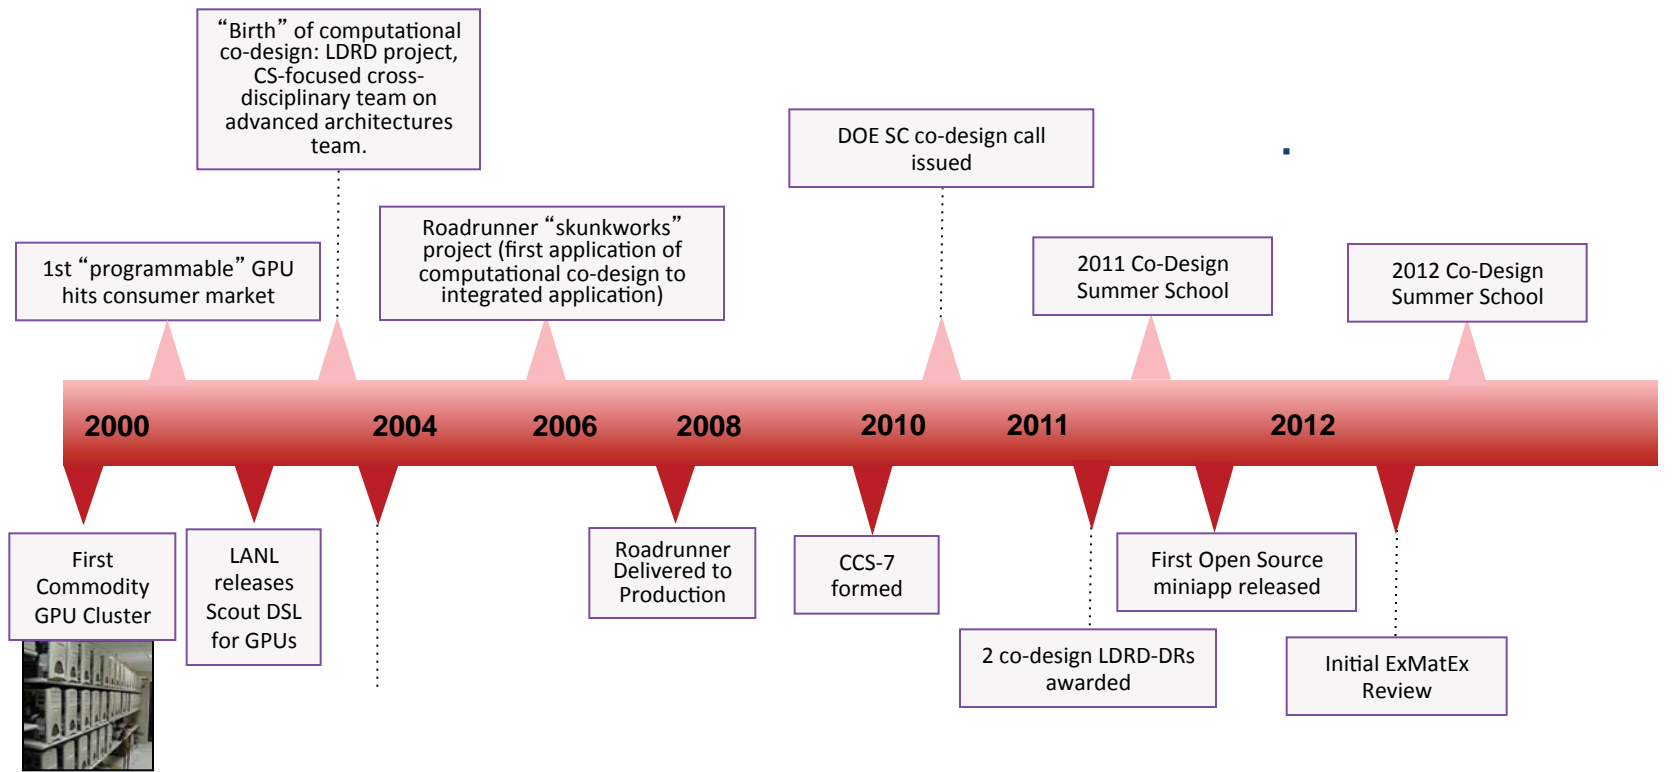 “Birth” of computational
co-design: LDRD project,
CS-focused cross-
disciplinary team on
advanced architectures
team.
DOE SC co-design call
issued
1st “programmable” GPU
hits consumer market
Roadrunner “skunkworks”
project (first application of
computational co-design to
integrated application)
2011 Co-Design
Summer School
2012 Co-Design
Summer School
2000
2004
2006
2008
2010
2011
2012
First
Commodity
GPU Cluster
LANL
releases
Scout DSL
for GPUs
Roadrunner
Delivered to
Production
CCS-7
formed
2 co-design LDRD-DRs
awarded
First Open Source
miniapp released
Initial ExMatEx
Review